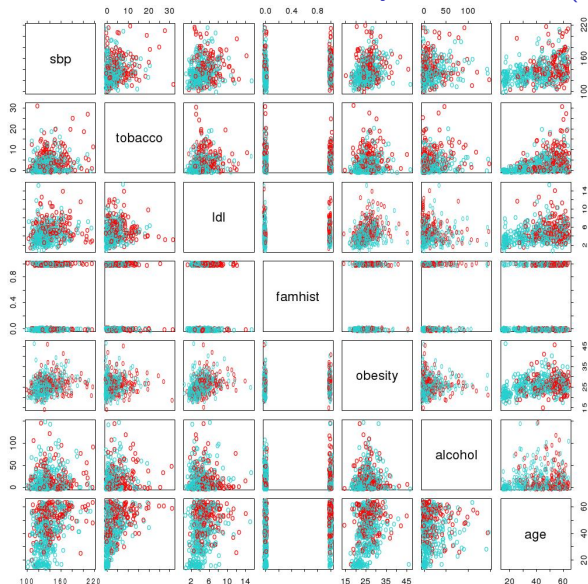 0 10 20 30 0.0 0.4 0.8 0 50 100
sbp 100 160 220
0 10 20 30 tobacco
ldl 2 6 10 14
0.0 0.4 0.8 famhist
obesity 15 25 35 45
0 50 100 alcohol
age 20 40 60
100 160 220 2 6 10 14 15 25 35 45 20 40 60